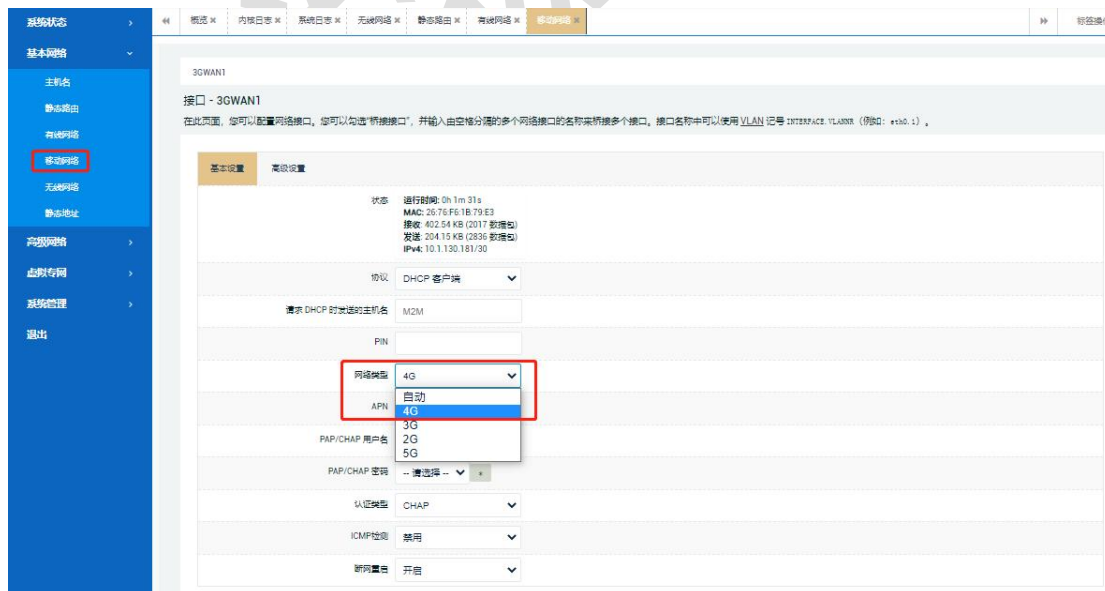 系统状态
基本网络
主机名
静态路由
有线网络
移动网络
无线网络
静态地址
高级网络
虚拟专网
系统管理
退出
概览 × 内核日志 × 系统日志 × 无线网络 × 静态路由 × 有线网络 × 移动网络 ×
标签操作
3GWAN1
接口 - 3GWAN1
在此页面，您可以配置网络接口。您可以勾选“桥接接口”，并输入由空格分隔的多个网络接口的名称来桥接多个接口。接口名称中可以使用 VLAN 记号 INTERFACE.VLANNR（例如：eth0.1）。
基本设置 高级设置
状态 运行时间: 0h 1m 31s
MAC: 26:76:F6:1B:79:E3
接收: 402.54 KB (2017 数据包)
发送: 204.15 KB (2836 数据包)
IPv4: 10.1.130.181/30
协议 DHCP 客户端
请求 DHCP 时发送的主机名 M2M
PIN
网络类型 4G
自动
APN 4G
3G
PAP/CHAP 用户名 2G
5G
PAP/CHAP 密码 -- 请选择 --
认证类型 CHAP
ICMP检测 禁用
断网重启 开启